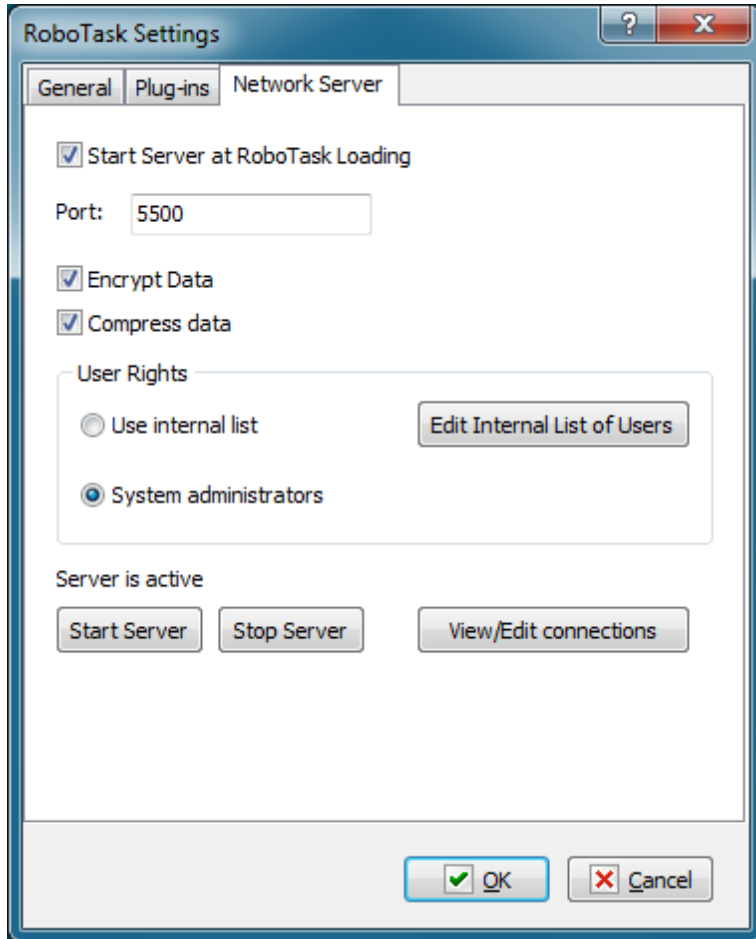 RoboTask Settings
?
General Plug-ins Network Server
Start Server at RoboTask Loading
Port: 5500
Encrypt Data
Compress data
User Rights
Use internal list Edit Internal List of Users
System administrators
Server is active
Start Server Stop Server View/Edit connections
OK Cancel